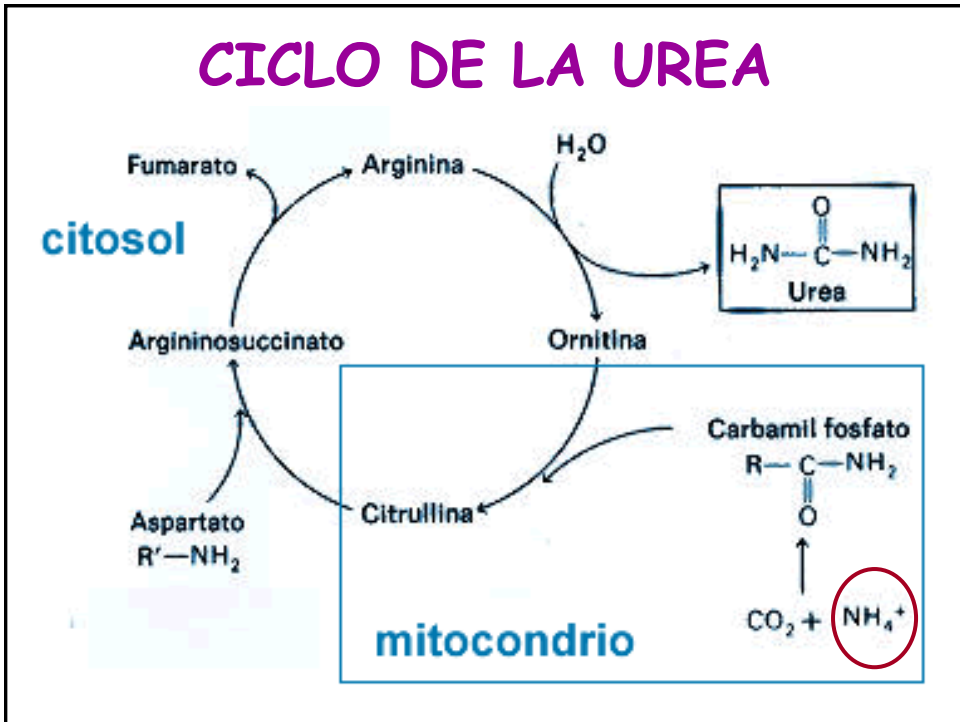 CICLO DE LA UREA
Fumarato
Arginina
H₂O
citosol
O
H₂N—C—NH₂
Urea
Argininosuccinato
Ornitina
Carbamil fosfato
R—C—NH₂
O
Citrullina
Aspartato
R'—NH₂
CO₂ + NH₄⁺
mitocondrio